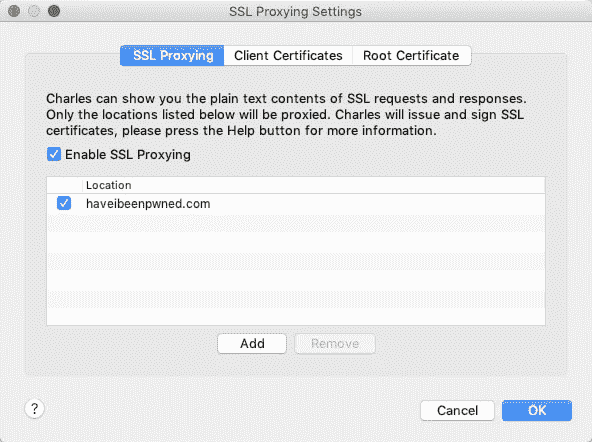 SSL Proxying Settings
SSL Proxying Client Certificates Root Certificate
Charles can show you the plain text contents of SSL requests and responses.
Only the locations listed below will be proxied. Charles will issue and sign SSL
certificates, please press the Help button for more information.
Enable SSL Proxying
Location
haveibeenpwned.com
Add Remove
? Cancel OK